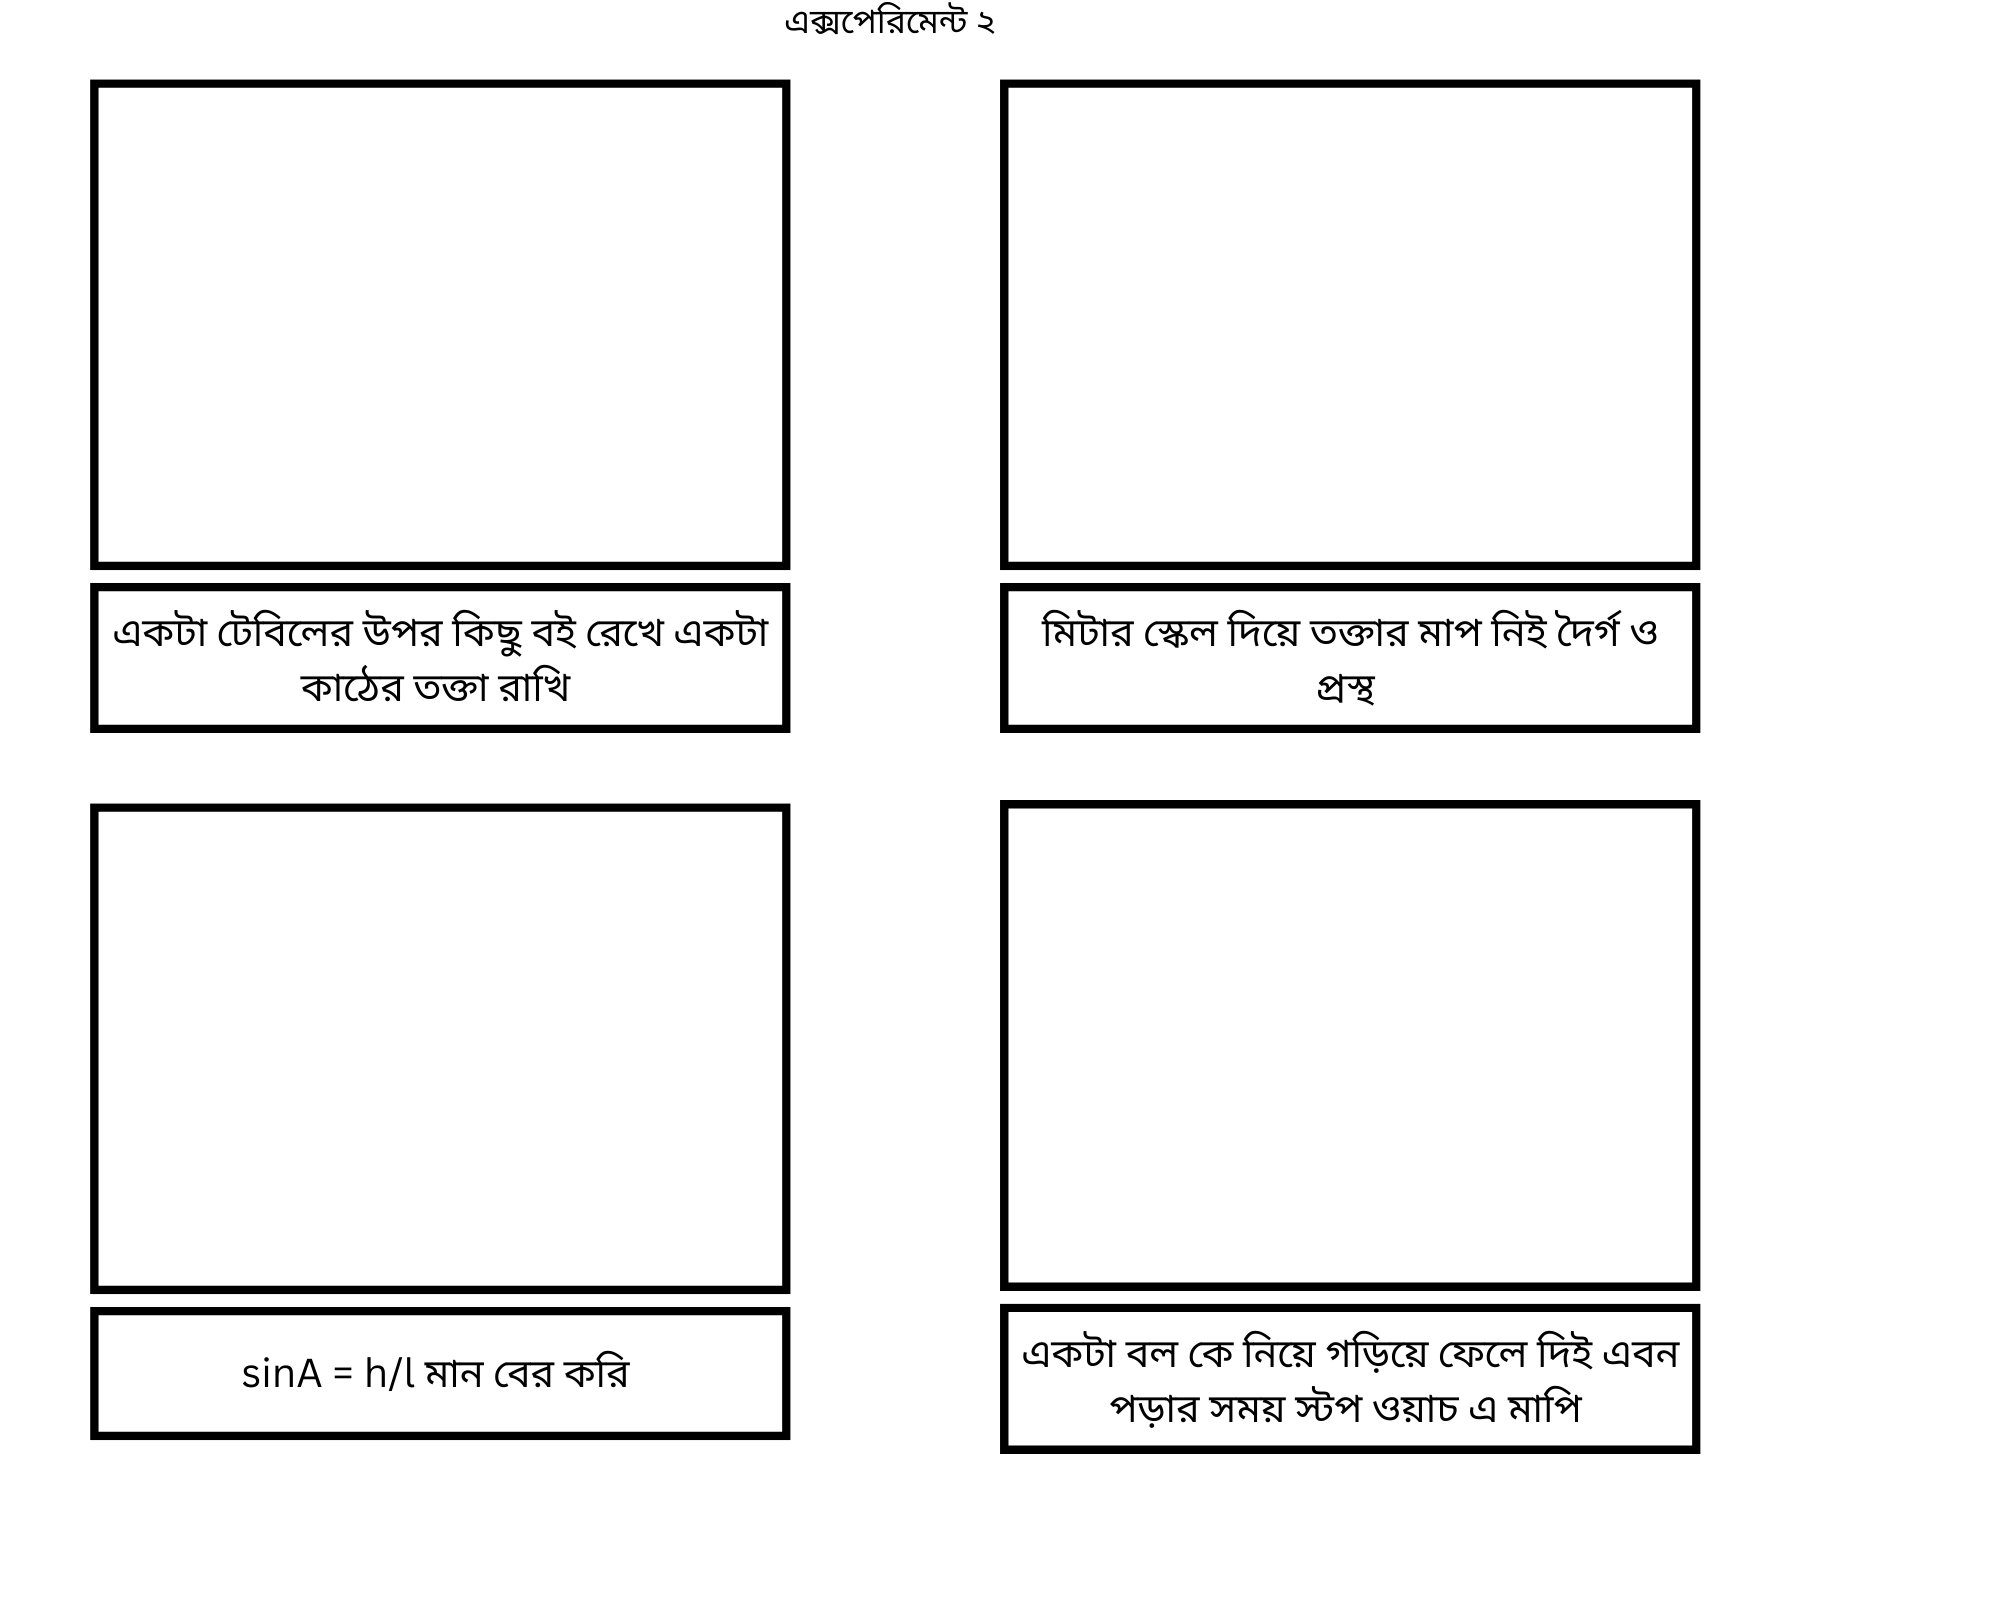 এক্সপেরিমেন্ট ২
একটা টেবিলের উপর কিছু বই রেখে একটা
কাঠের তক্তা রাখি
মিটার স্কেল দিয়ে তক্তার মাপ নিই দৈর্গ ও
প্রস্থ
sinA = h/l মান বের করি
একটা বল কে নিয়ে গড়িয়ে ফেলে দিই এবন
পড়ার সময় স্টপ ওয়াচ এ মাপি